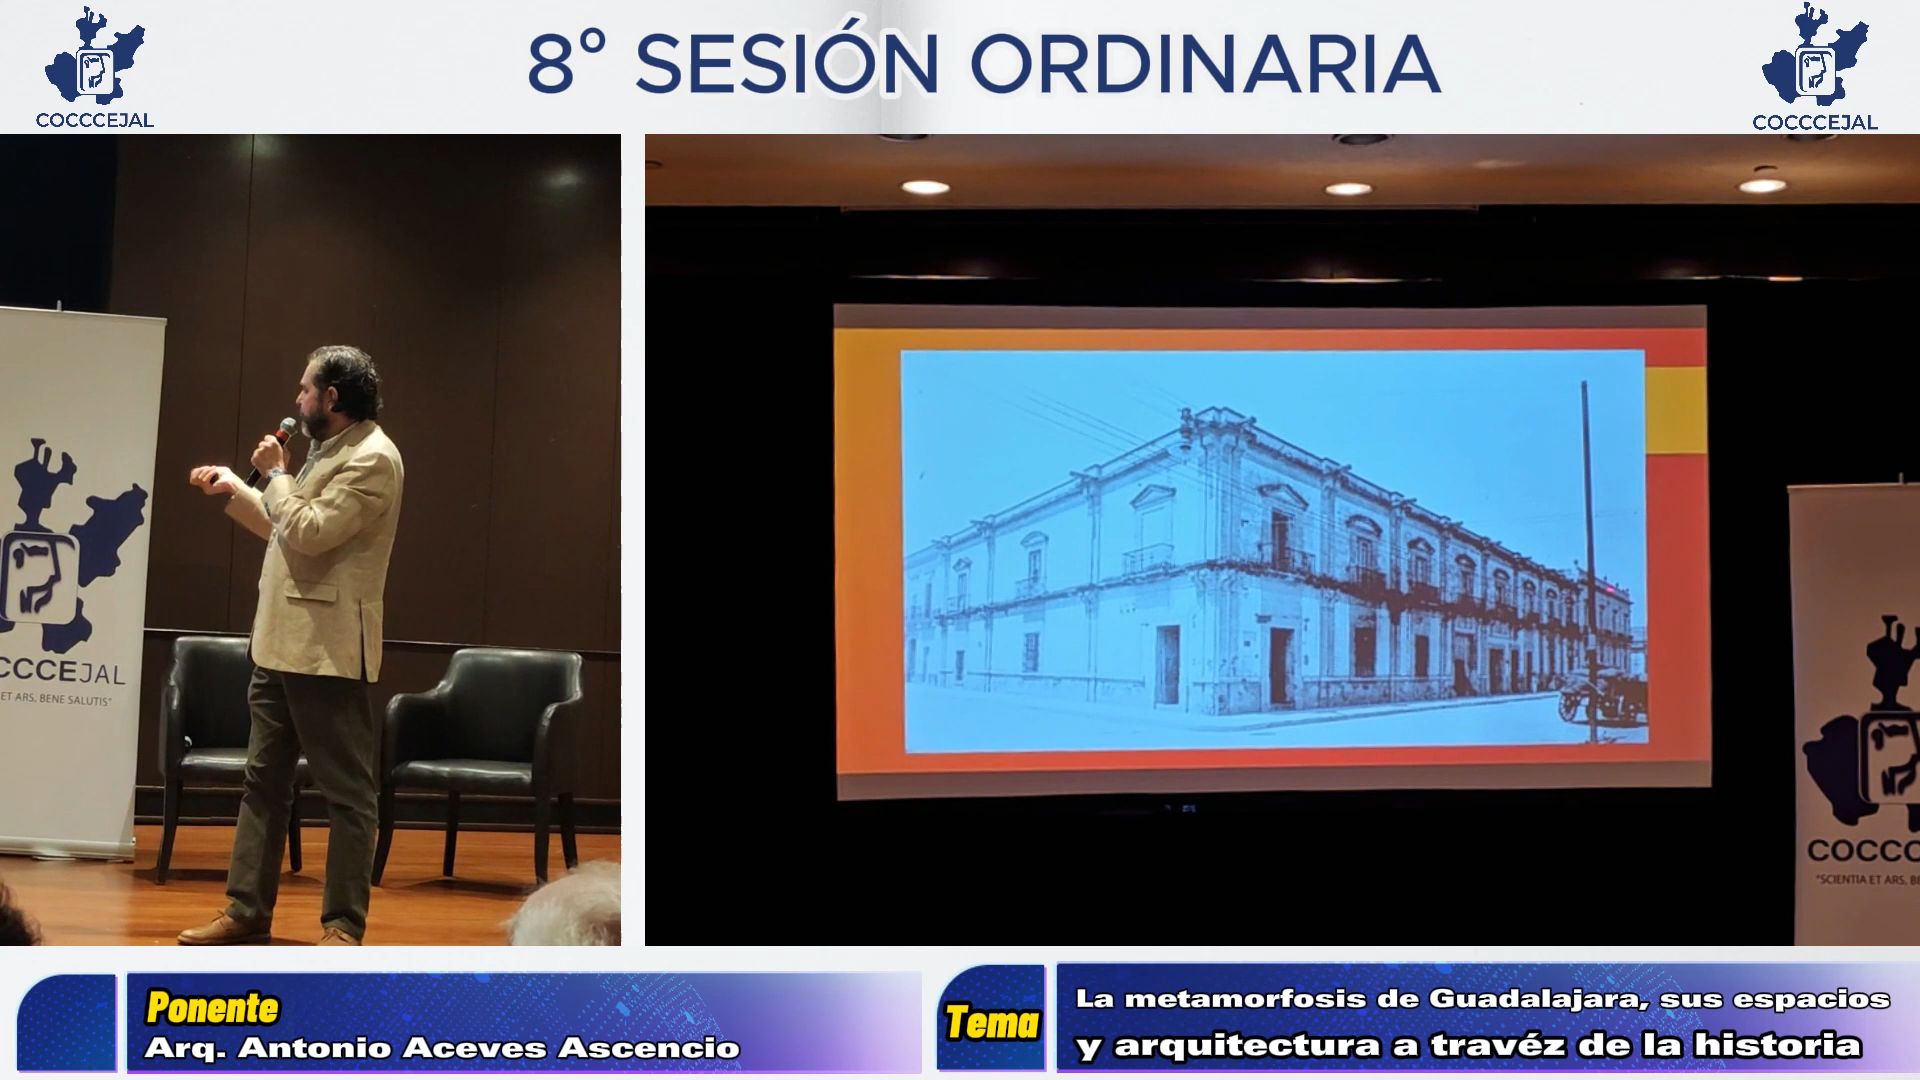 8° SESIÓN ORDINARIA
COCCCEJAL
COCCCEJAL
CCCEJAL
ET ARS, BENE SALUTIS"
COCCC
"SCIENTIA ET ARS, BE
Ponente
Arq. Antonio Aceves Ascencio
Tema
La metamorfosis de Guadalajara, sus espacios
y arquitectura a travéz de la historia